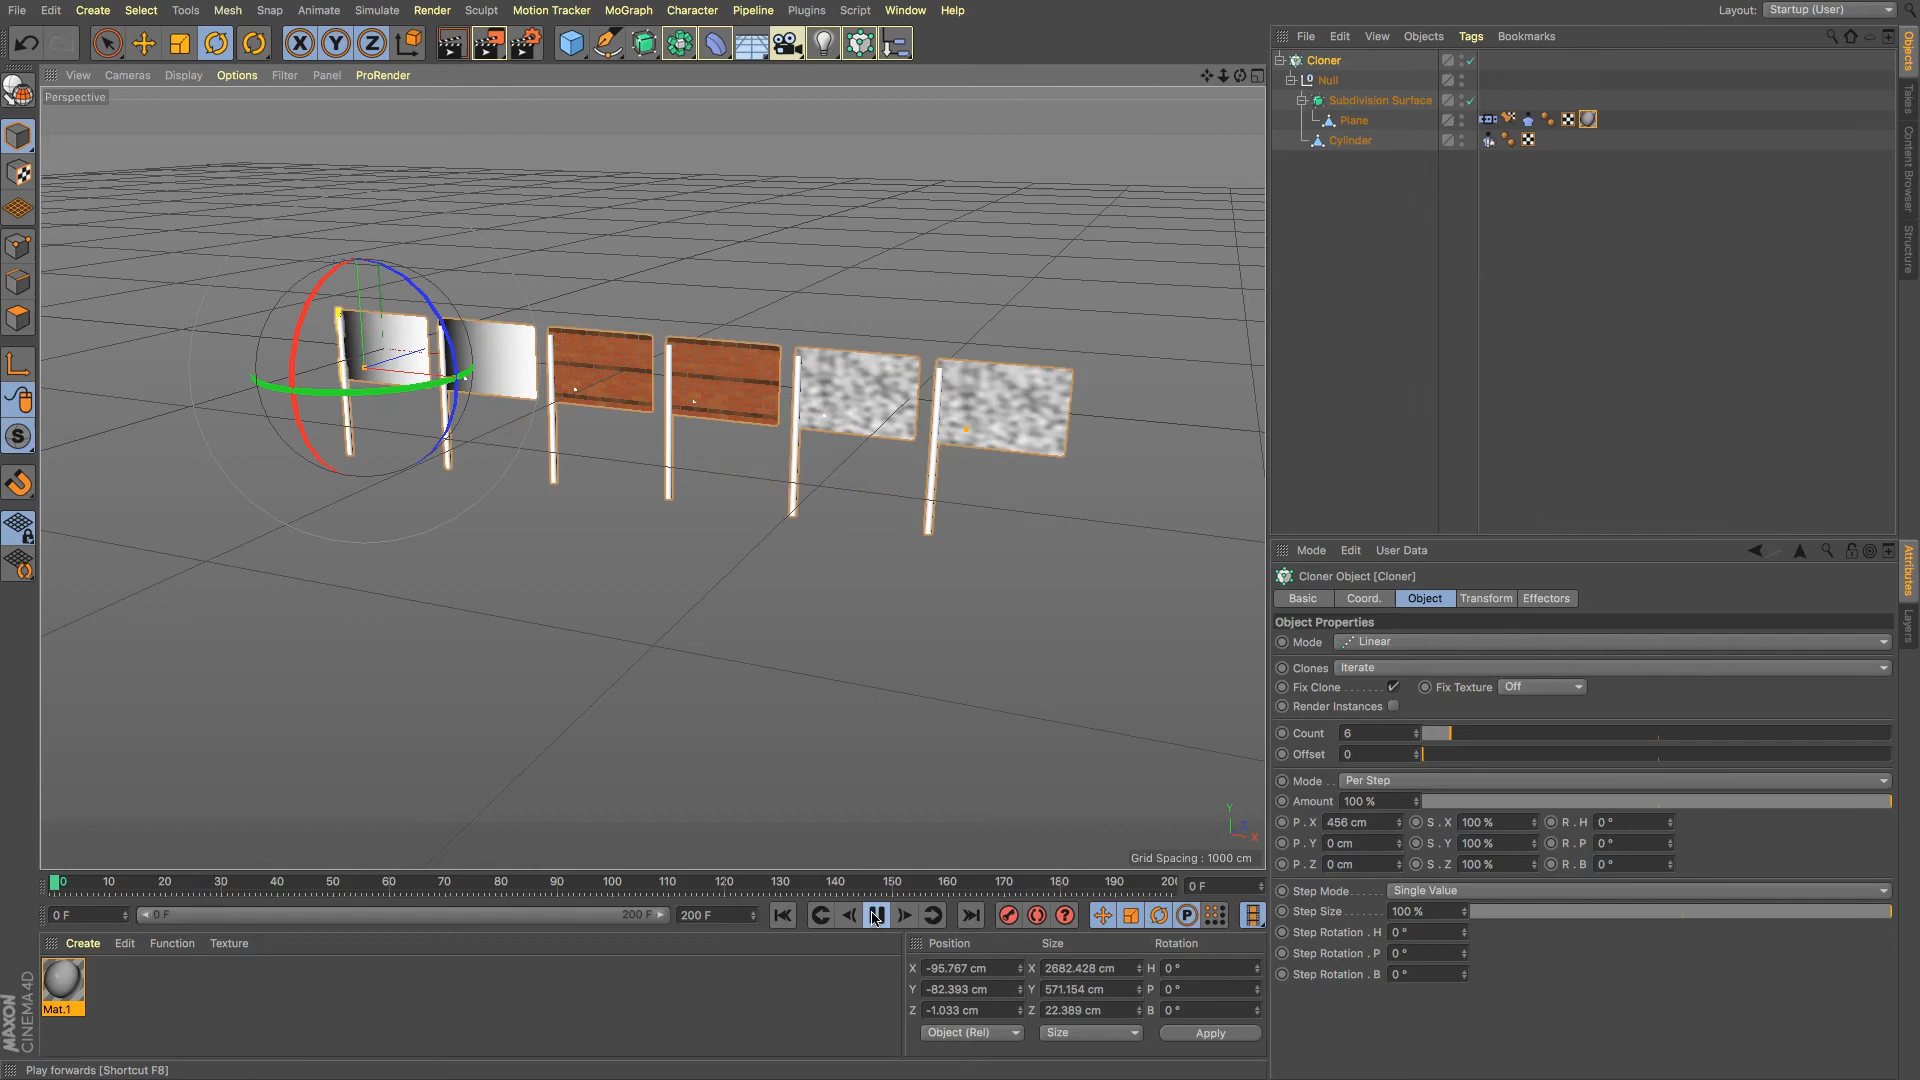 File Edit Create Select Tools Mesh Snap Animate Simulate Render Sculpt Motion Tracker MoGraph Character Pipeline Plugins Script Window Help
Layout: Startup (User)
File Edit View Objects Tags Bookmarks
View Cameras Display Options Filter Panel ProRender
Perspective
Cloner
Null
Subdivision Surface
Plane
Cylinder
Objects
Takes
Content Browser
Structure
Mode Edit User Data
Cloner Object [Cloner]
Basic Coord. Object Transform Effectors
Object Properties
Mode Linear
Clones Iterate
Fix Clone . . . . . . . Fix Texture Off
Render Instances
Count 6
Offset 0
Mode . . Per Step
Amount 100 %
P . X 456 cm S . X 100 % R . H 0 °
P . Y 0 cm S . Y 100 % R . P 0 °
P . Z 0 cm S . Z 100 % R . B 0 °
Step Mode. . . . . . Single Value
Step Size . . . . . . . 100 %
Step Rotation . H 0 °
Step Rotation . P 0 °
Step Rotation . B 0 °
Attributes
Layers
Y
Z
X
Grid Spacing : 1000 cm
0 10 20 30 40 50 60 70 80 90 100 110 120 130 140 150 160 170 180 190 200 0 F
0 F 0 F 200 F 200 F
Create Edit Function Texture
Mat.1
Position Size Rotation
X -95.767 cm X 2682.428 cm H 0 °
Y -82.393 cm Y 571.154 cm P 0 °
Z -1.033 cm Z 22.389 cm B 0 °
Object (Rel) Size Apply
MAXON
CINEMA 4D
Play forwards [Shortcut F8]